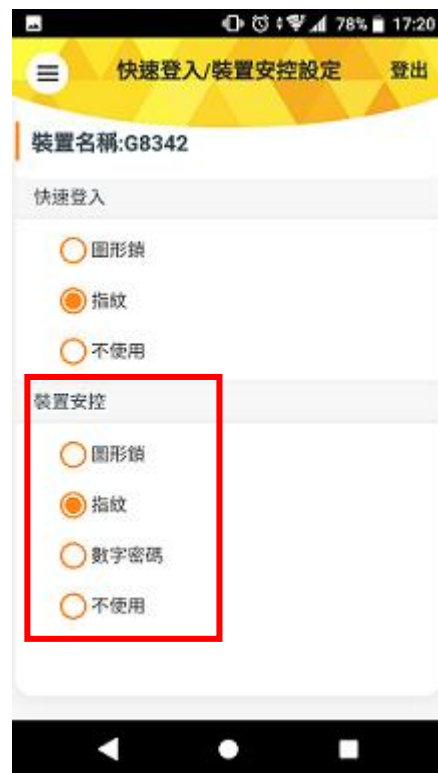 78% 17:20
快速登入/裝置安控設定 登出
裝置名稱:G8342
快速登入
圖形鎖
指紋
不使用
裝置安控
圖形鎖
指紋
數字密碼
不使用